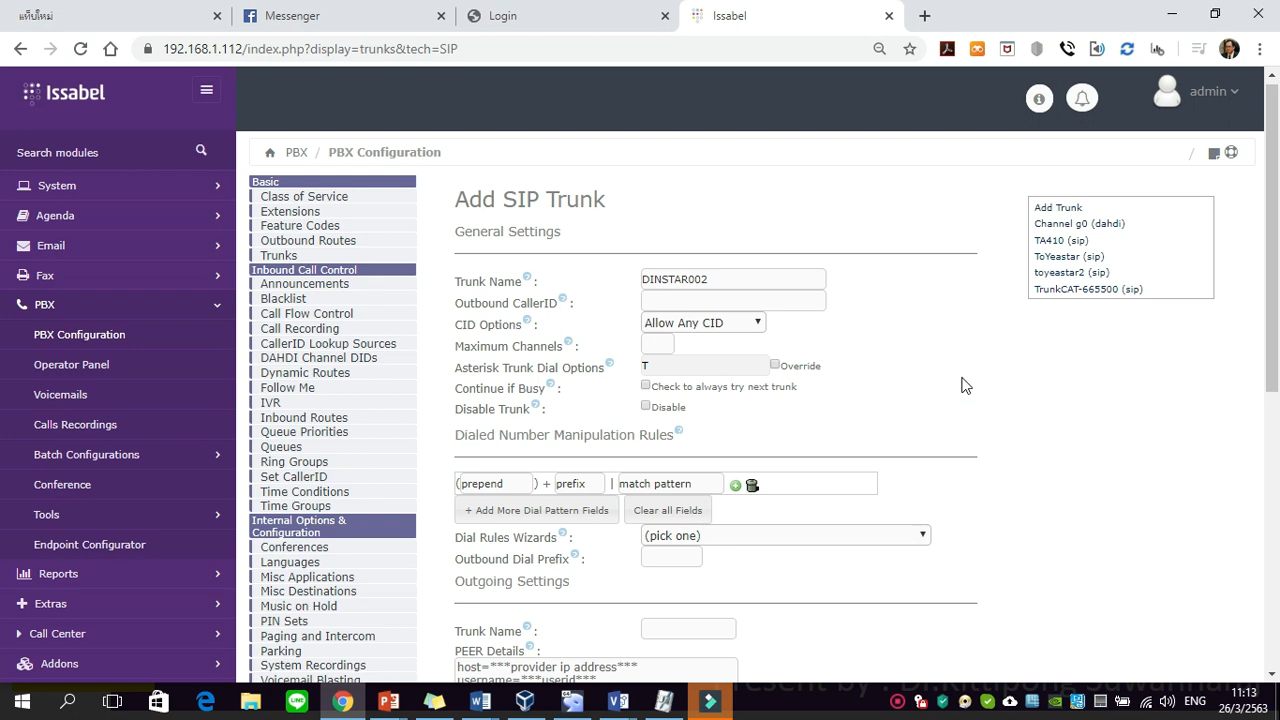 แท็บใหม่
Messenger
Login
Issabel
192.168.1.112/index.php?display=trunks&tech=SIP
Issabel
admin
Search modules
System
Agenda
Email
Fax
PBX
PBX Configuration
Operator Panel
Voicemails
Calls Recordings
Batch Configurations
Conference
Tools
Endpoint Configurator
Reports
Extras
Call Center
Addons
PBX / PBX Configuration /
Basic
Class of Service
Extensions
Feature Codes
Outbound Routes
Trunks
Inbound Call Control
Announcements
Blacklist
Call Flow Control
Call Recording
CallerID Lookup Sources
DAHDI Channel DIDs
Dynamic Routes
Follow Me
IVR
Inbound Routes
Queue Priorities
Queues
Ring Groups
Set CallerID
Time Conditions
Time Groups
Internal Options &
Configuration
Conferences
Languages
Misc Applications
Misc Destinations
Music on Hold
PIN Sets
Paging and Intercom
Parking
System Recordings
Voicemail Blasting
Add SIP Trunk
General Settings
Trunk Name?: DINSTAR002
Outbound CallerID?:
CID Options?: Allow Any CID
Maximum Channels?:
Asterisk Trunk Dial Options? T Override
Continue if Busy?: Check to always try next trunk
Disable Trunk?: Disable
Dialed Number Manipulation Rules?
(prepend) + prefix | match pattern
+ Add More Dial Pattern Fields Clear all Fields
Dial Rules Wizards?: (pick one)
Outbound Dial Prefix?:
Outgoing Settings
Trunk Name?:
PEER Details?:
host=***provider ip address***
username=***userid***
Add Trunk
Channel g0 (dahdi)
TA410 (sip)
ToYeastar (sip)
toyeastar2 (sip)
TrunkCAT-665500 (sip)
Present by : Dr.Kittipong Suwannaraj
ENG
11:13
26/3/2563